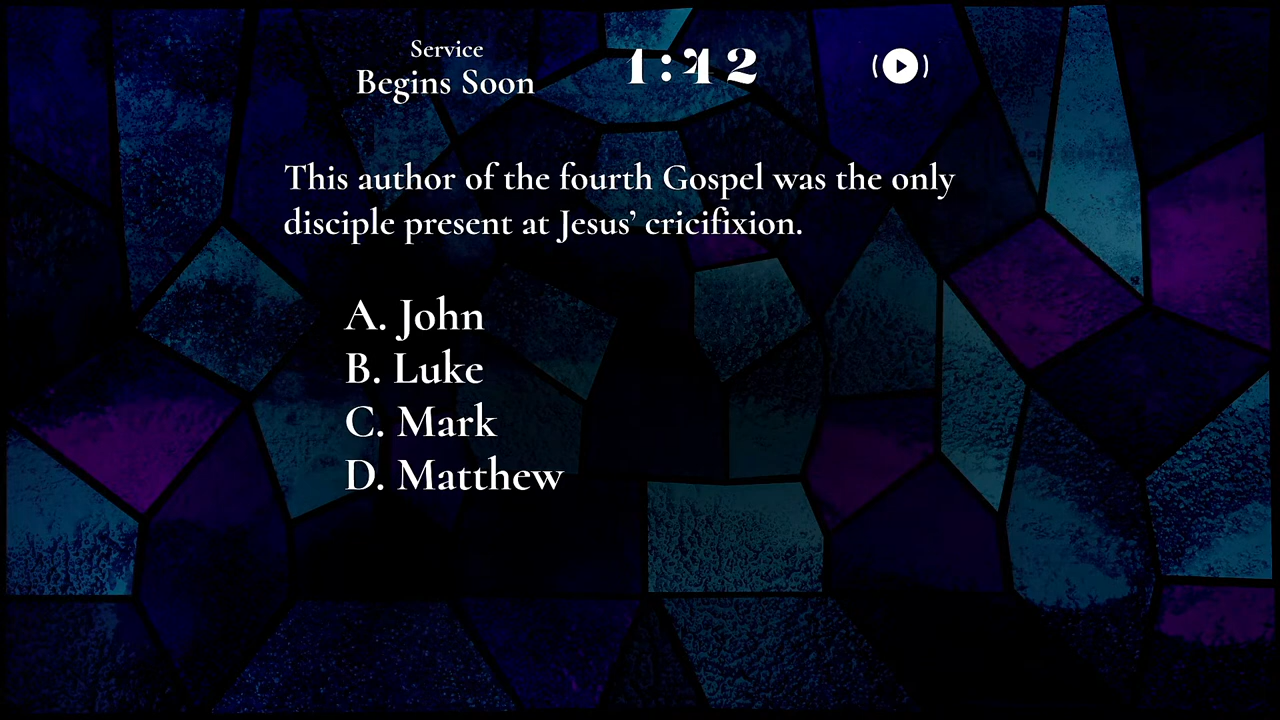 Service
Begins Soon
1:42
This author of the fourth Gospel was the only
disciple present at Jesus’ cricifixion.
A. John
B. Luke
C. Mark
D. Matthew